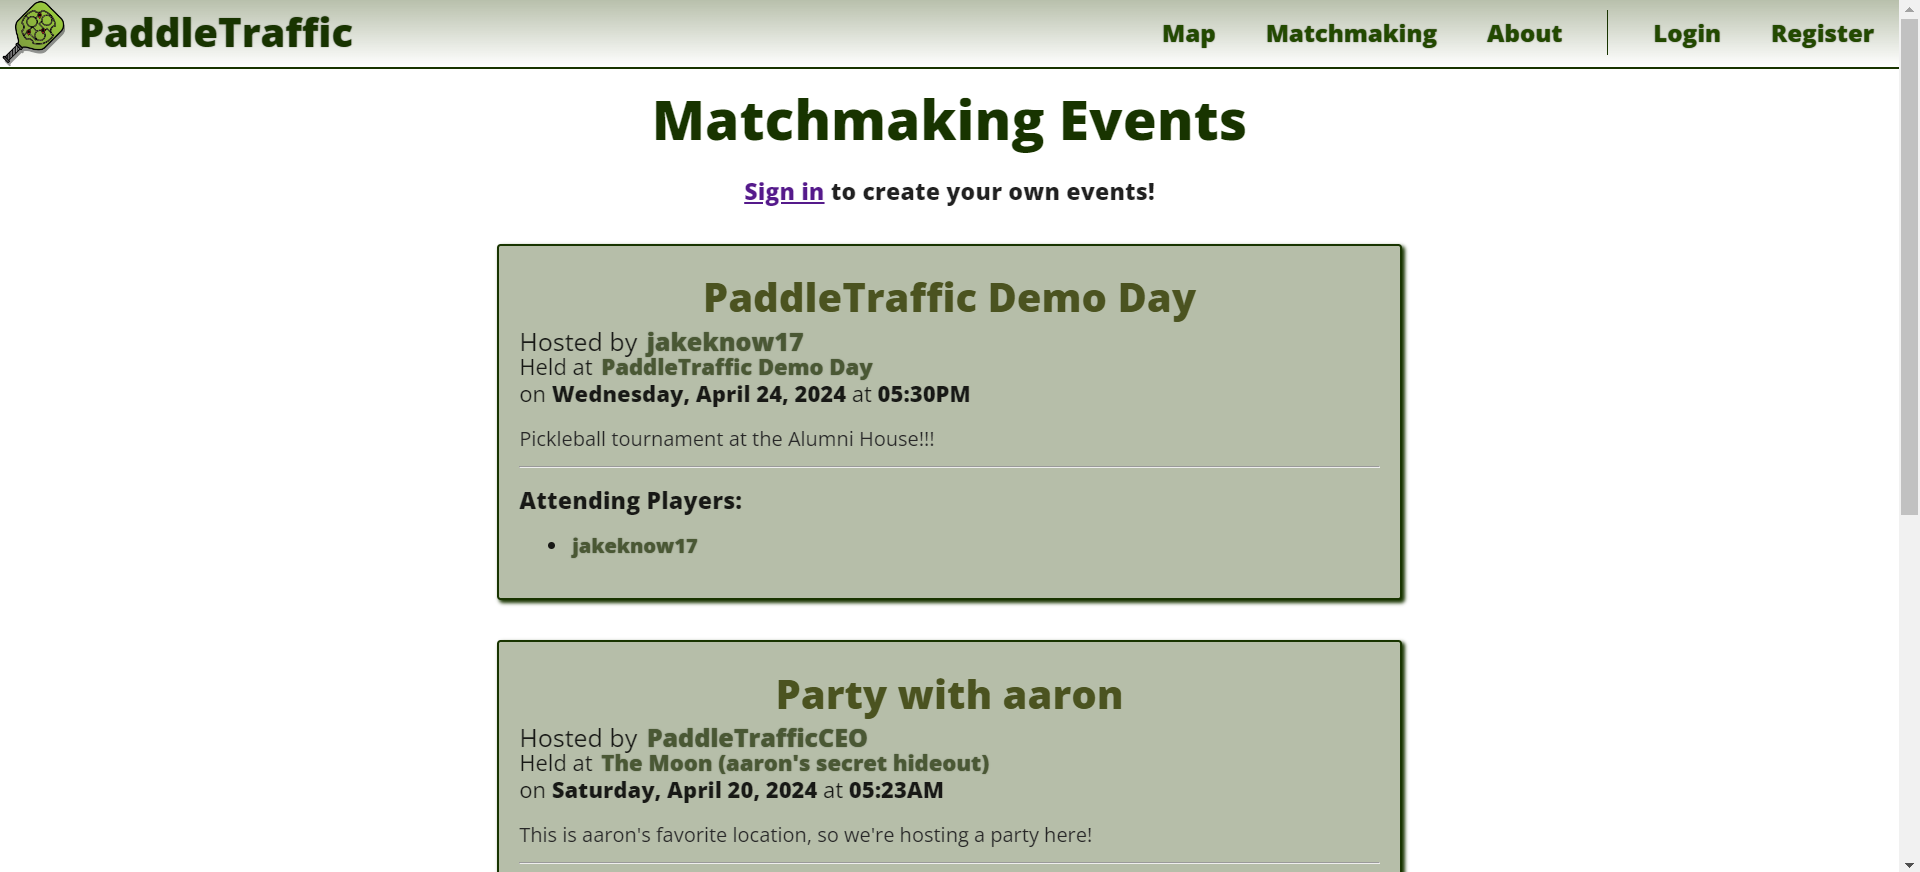 PaddleTraffic
Map Matchmaking About Login Register
Matchmaking Events
Sign in to create your own events!
PaddleTraffic Demo Day
Hosted by jakeknow17
Held at PaddleTraffic Demo Day
on Wednesday, April 24, 2024 at 05:30PM
Pickleball tournament at the Alumni House!!!
Attending Players:
• jakeknow17
Party with aaron
Hosted by PaddleTrafficCEO
Held at The Moon (aaron's secret hideout)
on Saturday, April 20, 2024 at 05:23AM
This is aaron's favorite location, so we're hosting a party here!